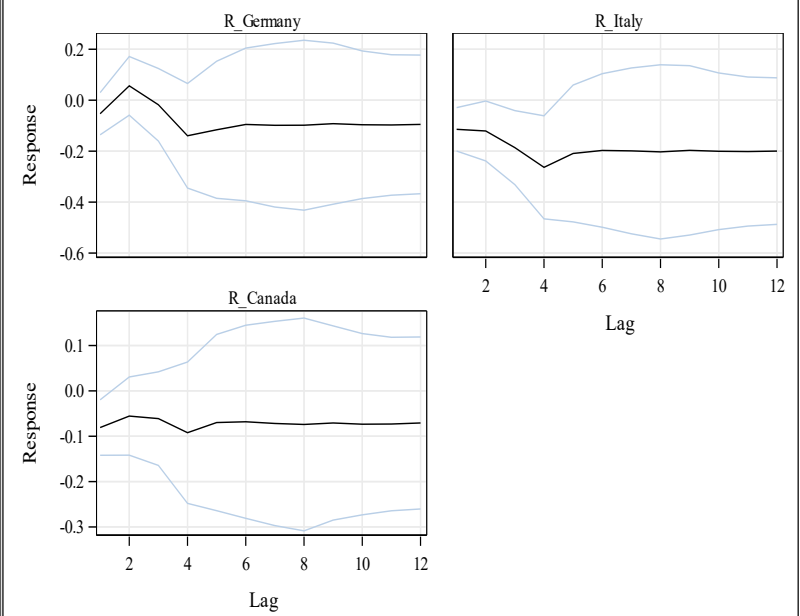 R_Germany
R_Italy
Response
0.2
0.0
-0.2
-0.4
-0.6
2 4 6 8 10 12
Lag
R_Canada
Response
0.1
0.0
-0.1
-0.2
-0.3
2 4 6 8 10 12
Lag